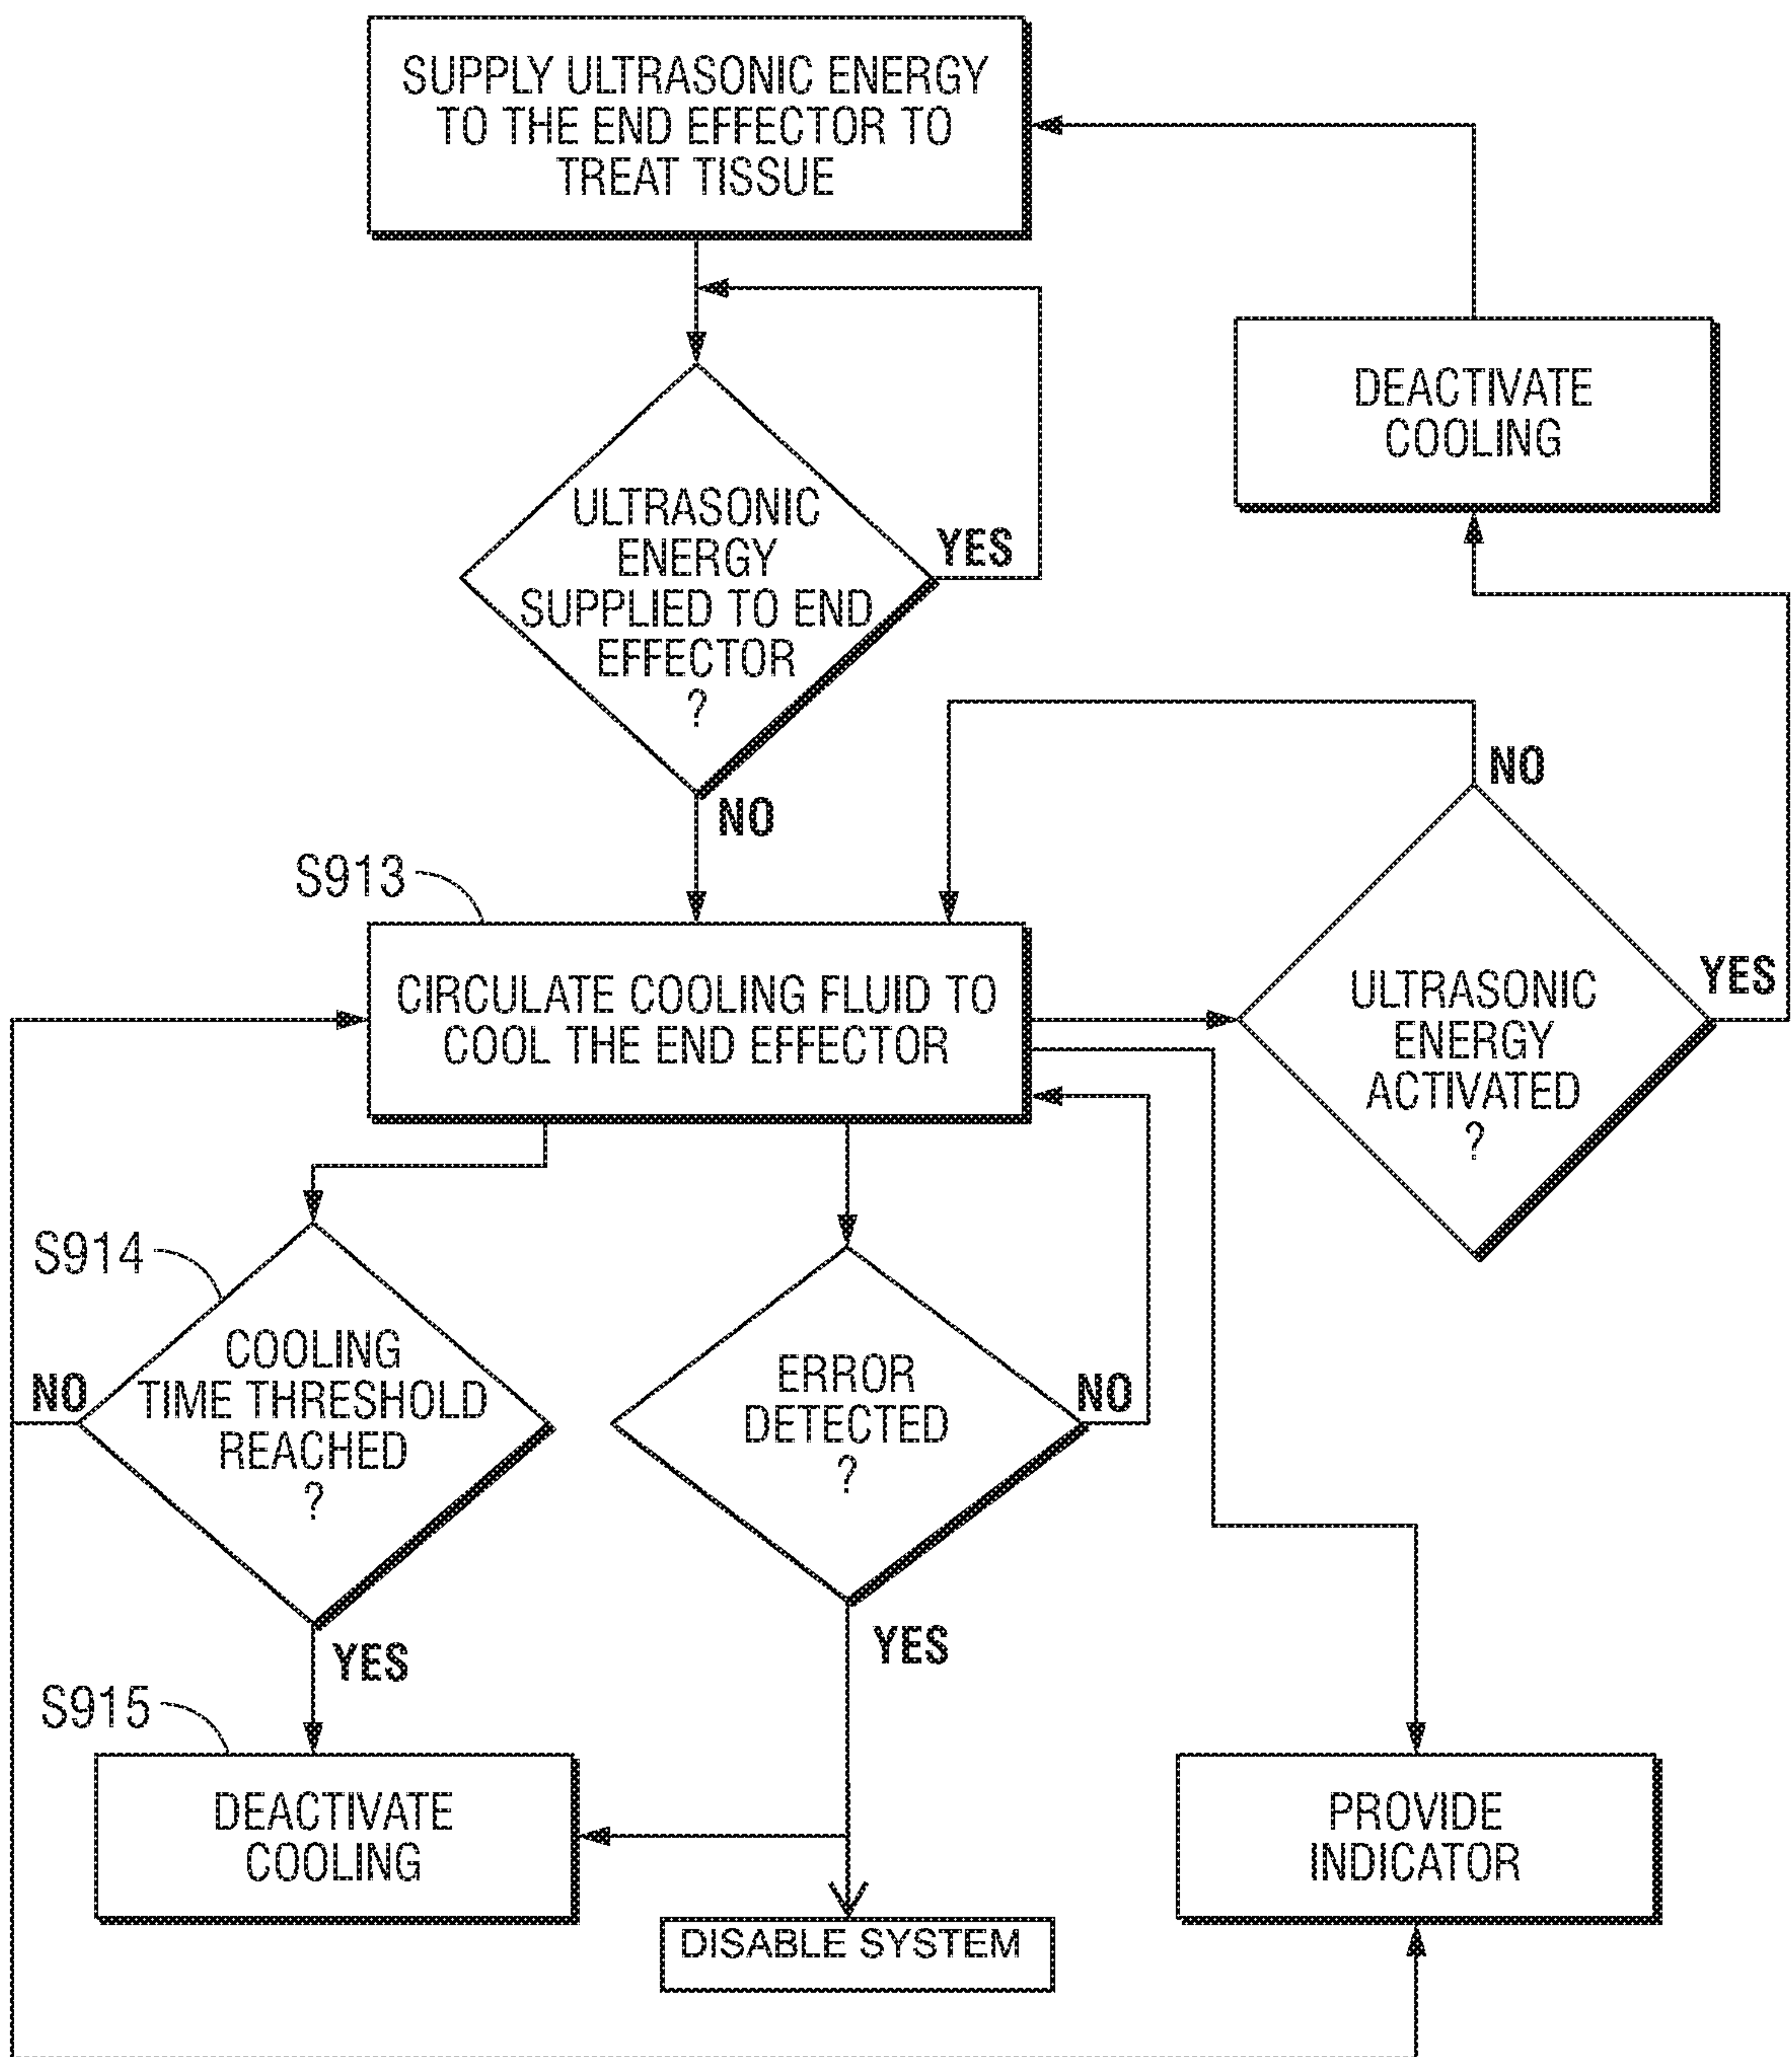 SUPPLY ULTRASONIC ENERGY
TO THE END EFFECTOR TO
TREAT TISSUE
DEACTIVATE
COOLING
ULTRASONIC
ENERGY
SUPPLIED TO END
EFFECTOR
?
YES
NO
NO
YES
ULTRASONIC
ENERGY
ACTIVATED
?
S913
CIRCULATE COOLING FLUID TO
COOL THE END EFFECTOR
S914
COOLING
TIME THRESHOLD
REACHED
?
NO
YES
ERROR
DETECTED
?
NO
YES
S915
DEACTIVATE
COOLING
DISABLE SYSTEM
PROVIDE
INDICATOR